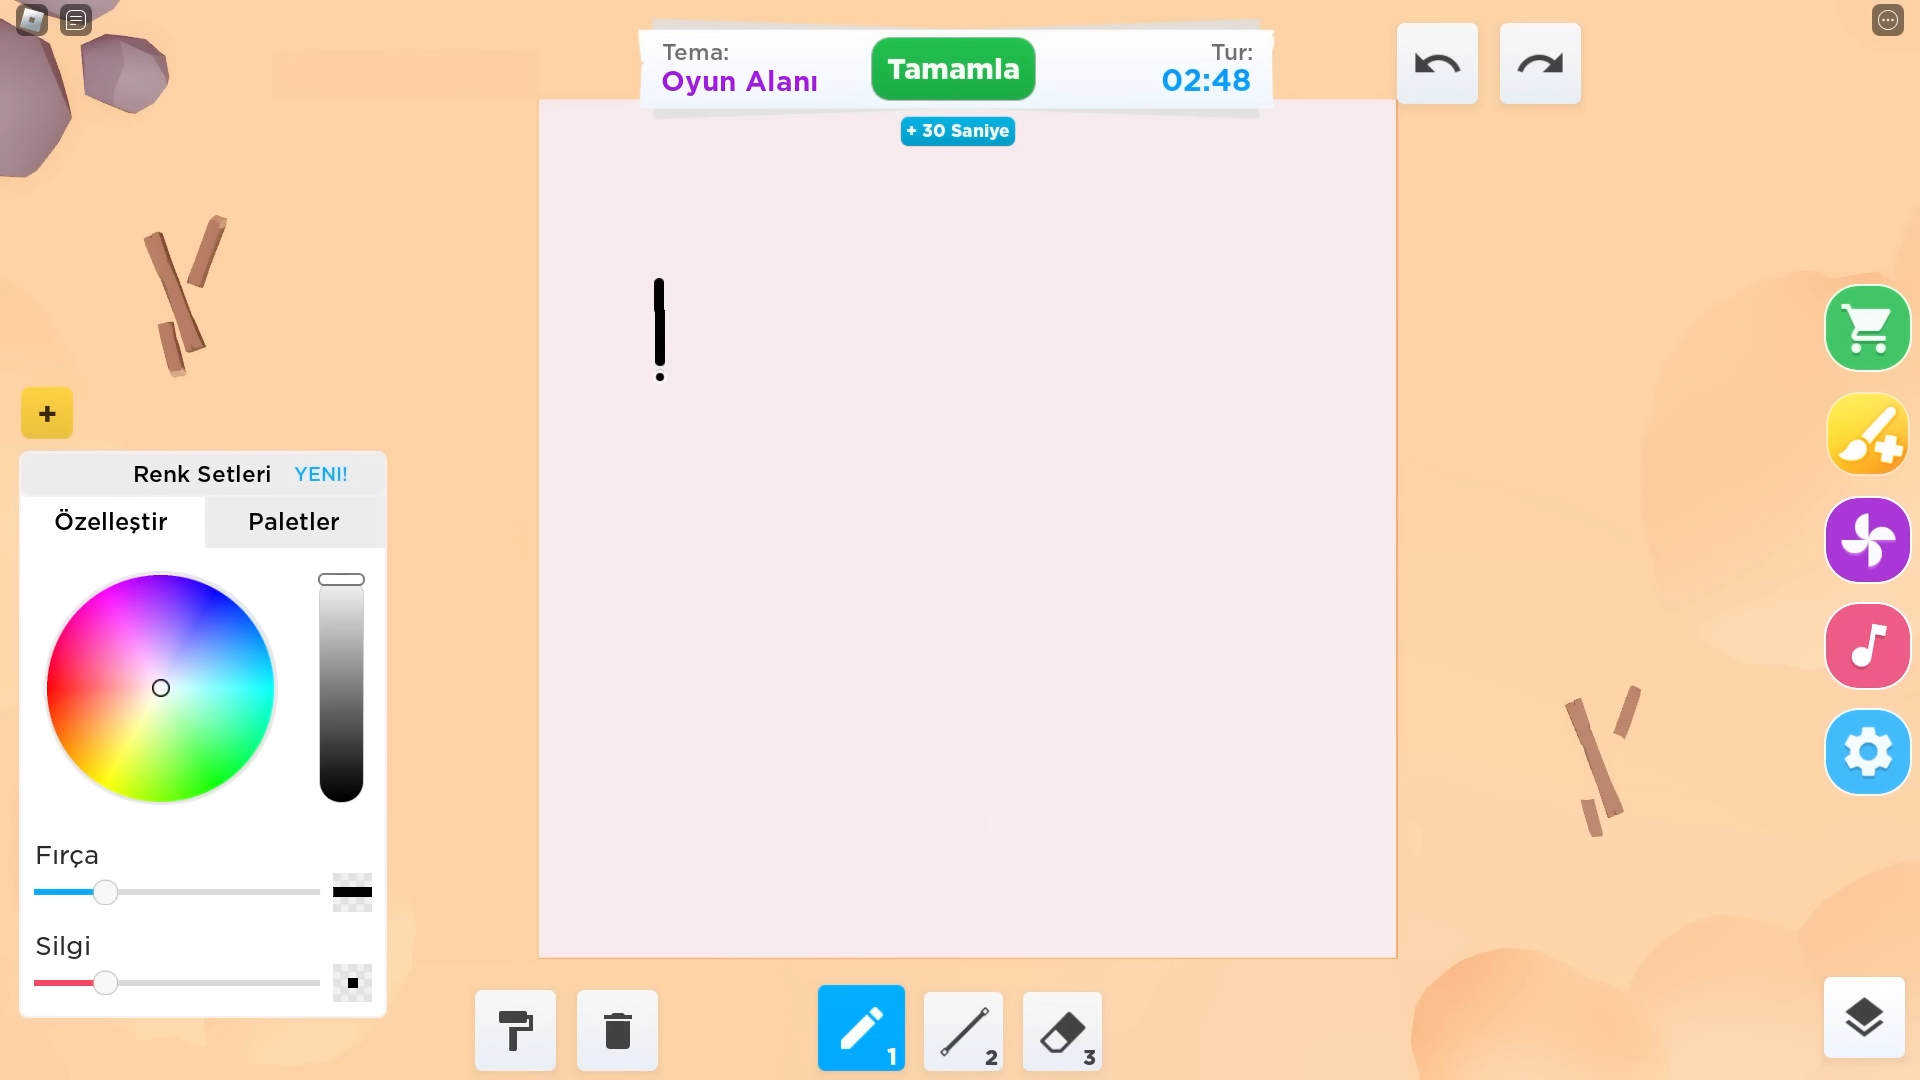 Tema:
Oyun Alanı
Tamamla
Tur:
02:48
+ 30 Saniye
+
Renk Setleri YENI!
Özelleştir
Paletler
Fırça
Silgi
1
2
3